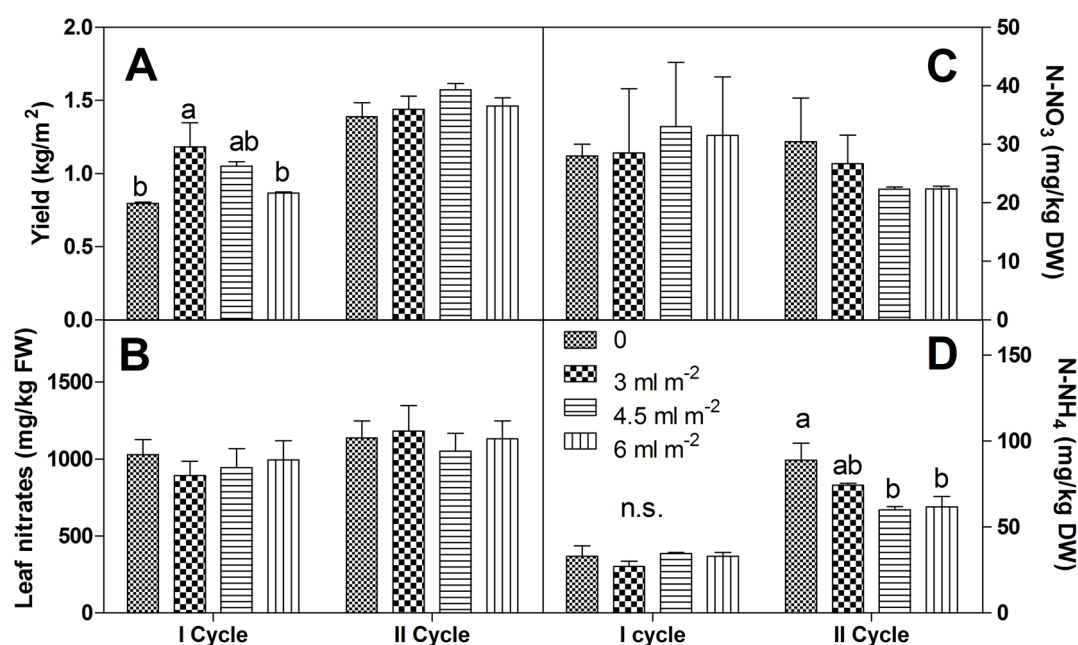 A
Yield (kg/m²)
2.0
1.5
1.0
0.5
0.0
b
a
ab
b
C
N-NO₃ (mg/kg DW)
50
40
30
20
10
0
B
Leaf nitrates (mg/kg FW)
1500
1000
500
0
I Cycle
II Cycle
D
0
3 ml m⁻²
4.5 ml m⁻²
6 ml m⁻²
n.s.
a
ab
b
b
N-NH₄ (mg/kg DW)
150
100
50
0
I cycle
II Cycle